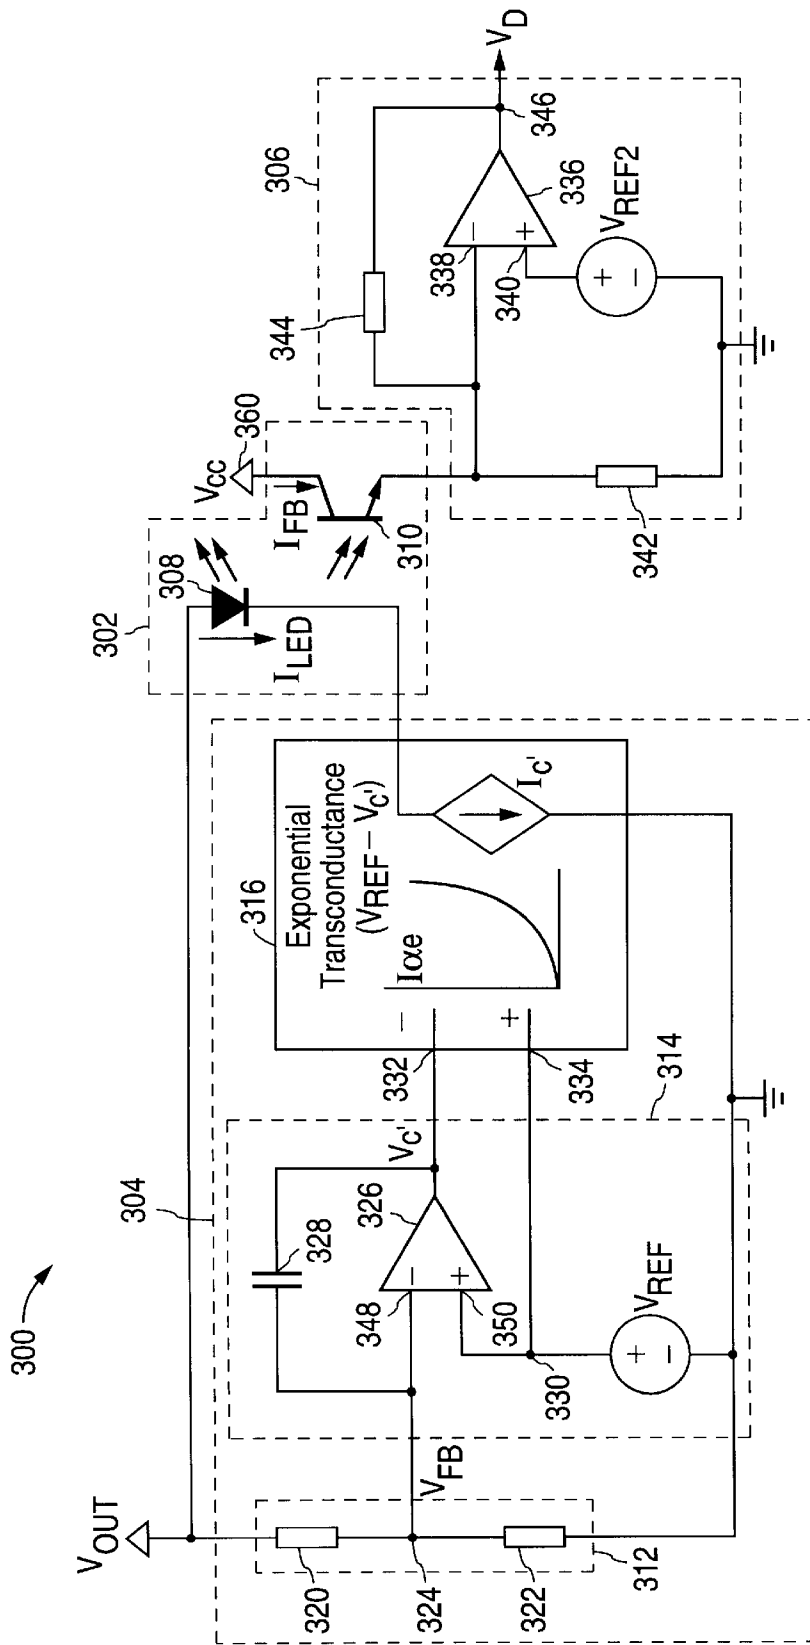 300
304
V_OUT
320
324
322
312
V_FB
328
348
326
350
330
V_REF
V_C'
314
332
334
316
Exponential
Transconductance
(V_REF − V_C')
Iαe
I_C'
302
308
I_LED
V_CC
360
I_FB
310
306
344
338
340
336
342
V_REF2
346
V_D
− +
− +
+ −
− +
+ −